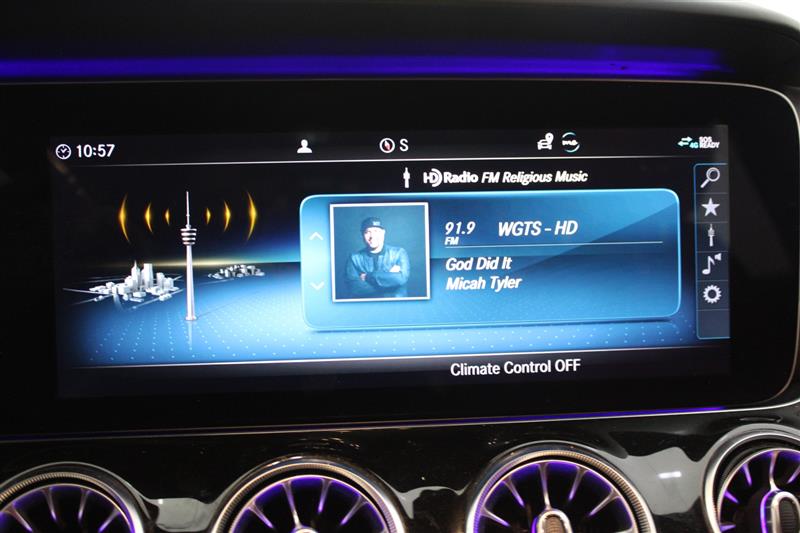 10:57
S
4G SOS READY
HD Radio FM Religious Music
91.9 FM WGTS - HD
God Did It
Micah Tyler
Climate Control OFF